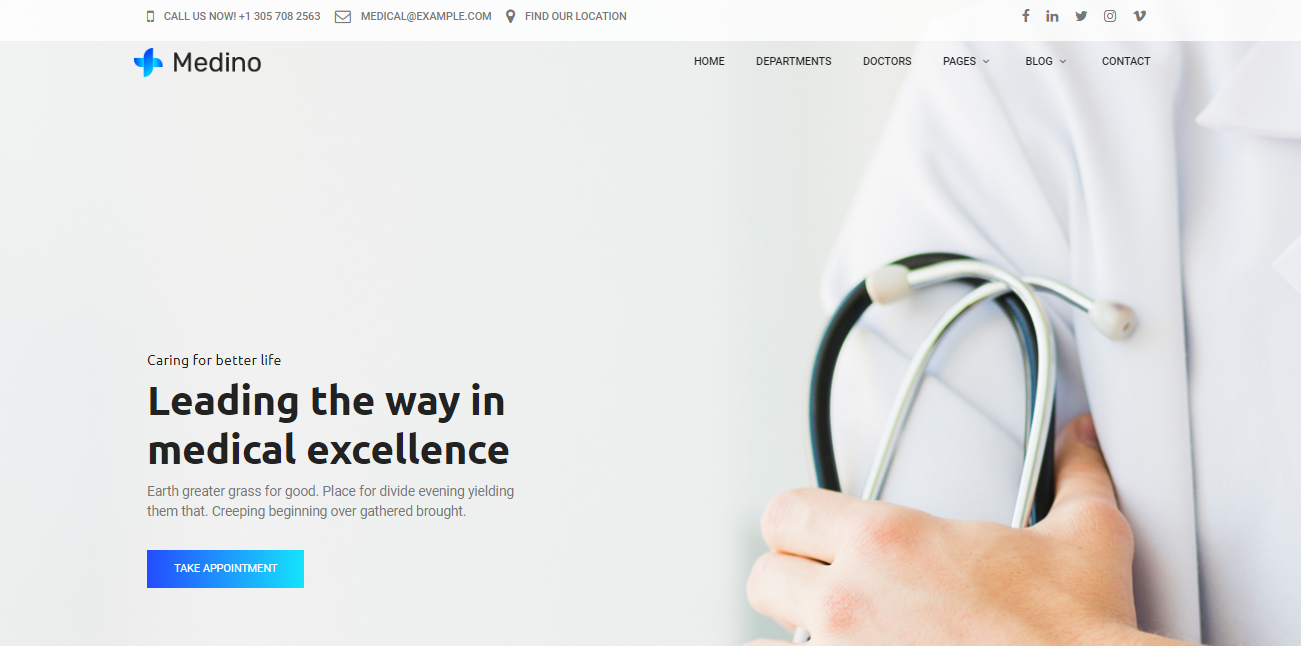 CALL US NOW! +1 305 708 2563 MEDICAL@EXAMPLE.COM FIND OUR LOCATION
Medino HOME DEPARTMENTS DOCTORS PAGES BLOG CONTACT
Caring for better life
Leading the way in
medical excellence
Earth greater grass for good. Place for divide evening yielding
them that. Creeping beginning over gathered brought.
TAKE APPOINTMENT